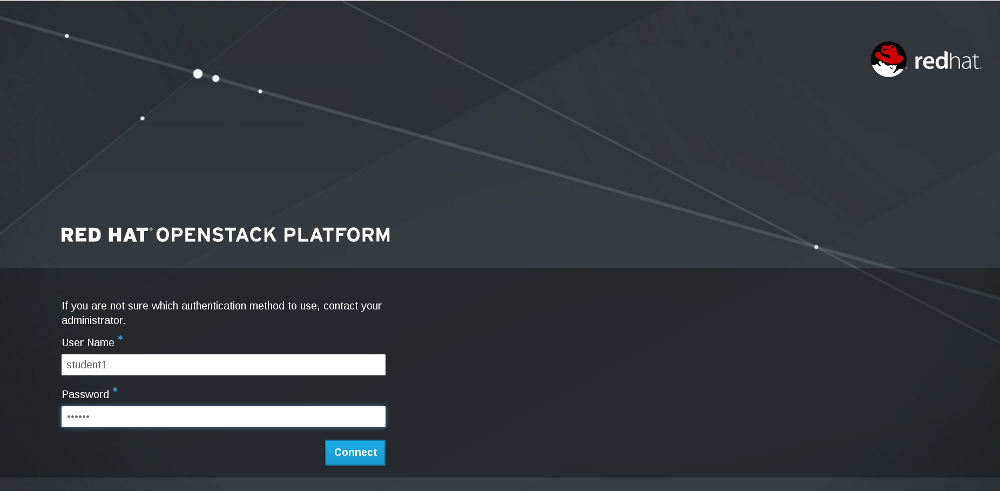 redhat.
RED HAT® OPENSTACK PLATFORM
If you are not sure which authentication method to use, contact your
administrator.
User Name *
student1
Password *
••••••
Connect